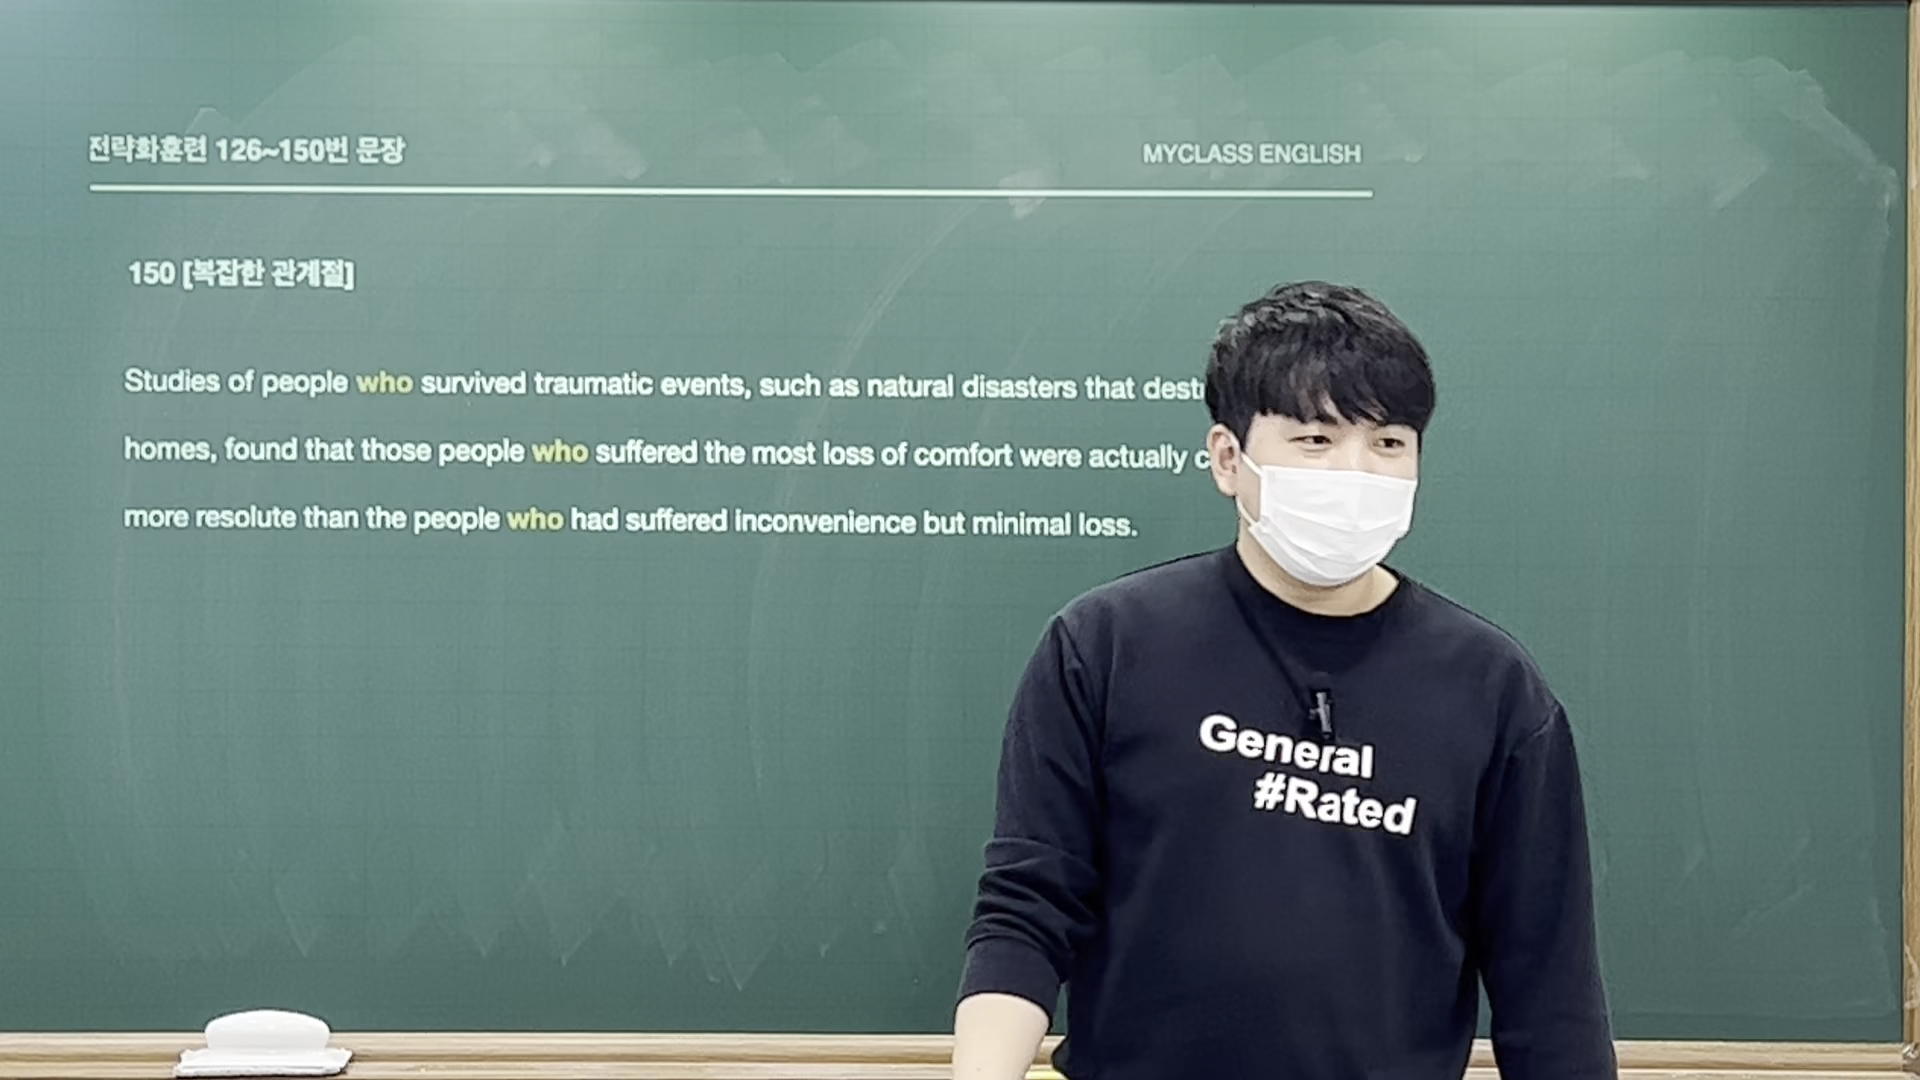 전략화훈련 126~150번 문장
MYCLASS ENGLISH
150 [복잡한 관계절]
Studies of people who survived traumatic events, such as natural disasters that
homes, found that those people who suffered the most loss of comfort were actually
more resolute than the people who had suffered inconvenience but minimal loss.
General
#Rated